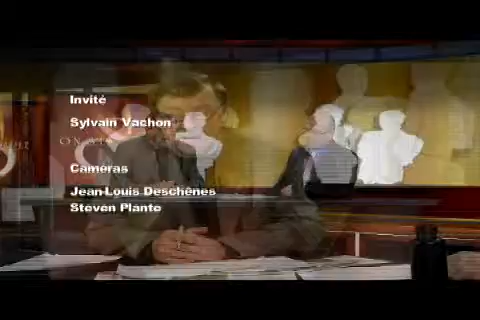 Invité
Sylvain Vachon
Caméras
Jean-Louis Deschênes
Steven Plante